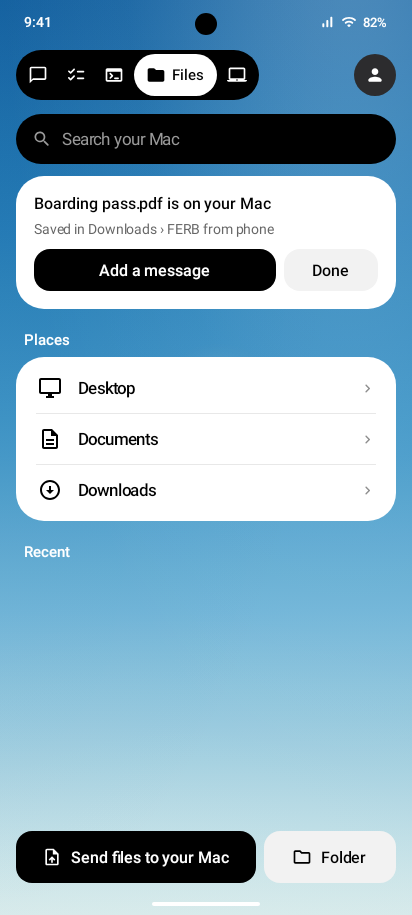 9:41
82%
Files
Search your Mac
Boarding pass.pdf is on your Mac
Saved in Downloads › FERB from phone
Add a message
Done
Places
Desktop
Documents
Downloads
Recent
Send files to your Mac
Folder